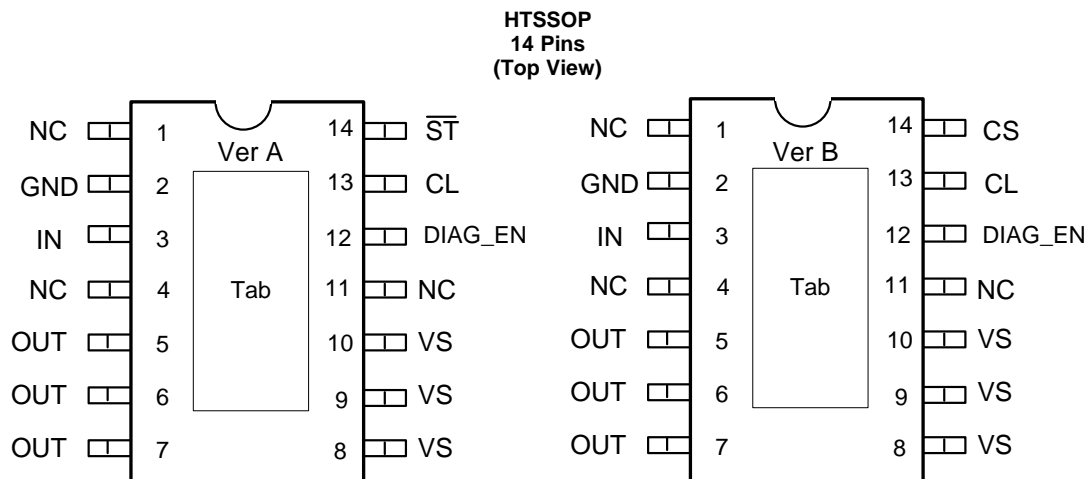 HTSSOP
14 Pins
(Top View)
NC 1 14 S̅T̅
Ver A
GND 2 13 CL
IN 3 12 DIAG_EN
NC 4 Tab 11 NC
OUT 5 10 VS
OUT 6 9 VS
OUT 7 8 VS
NC 1 14 CS
Ver B
GND 2 13 CL
IN 3 12 DIAG_EN
NC 4 Tab 11 NC
OUT 5 10 VS
OUT 6 9 VS
OUT 7 8 VS